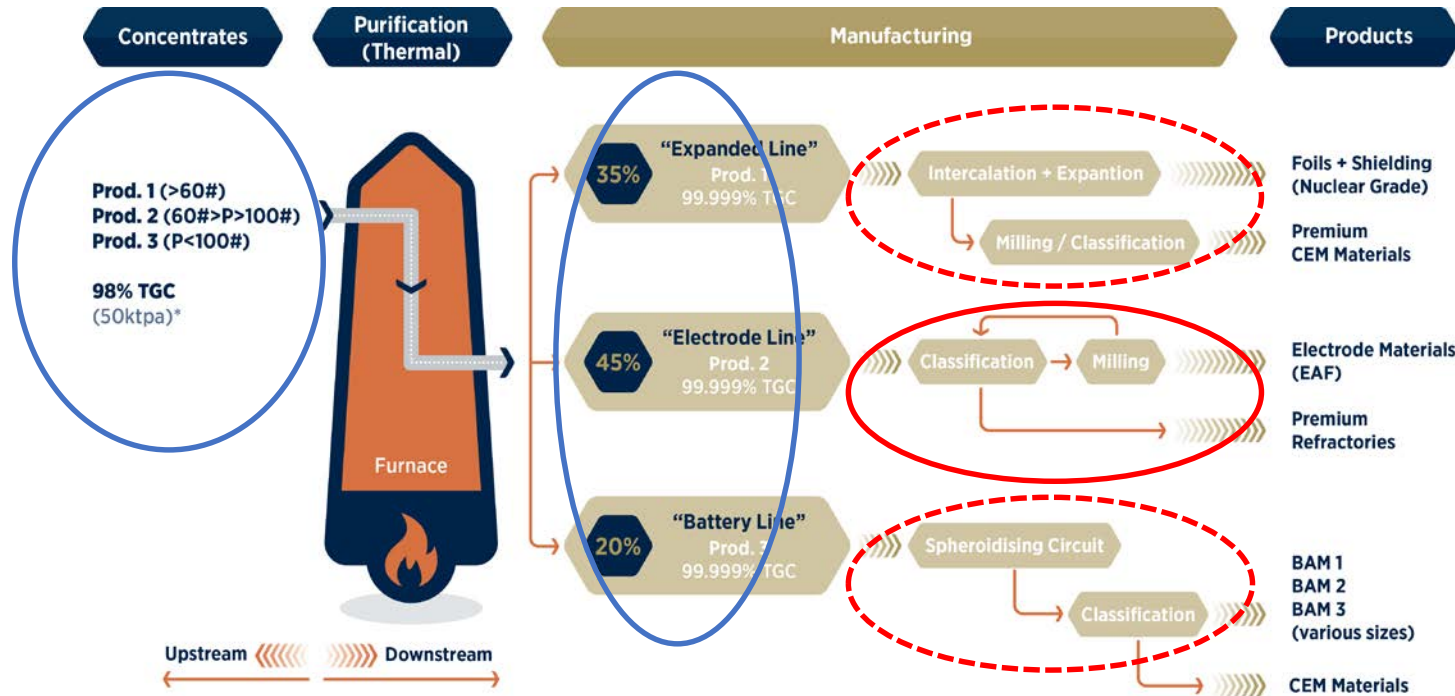 Concentrates
Purification
(Thermal)
Manufacturing
Products
Prod. 1 (>60#)
Prod. 2 (60#>P>100#)
Prod. 3 (P<100#)
98% TGC
(50ktpa)*
Furnace
Upstream
Downstream
35%
“Expanded Line”
Prod. 1
99.999% TGC
Intercalation + Expantion
Milling / Classification
Foils + Shielding
(Nuclear Grade)
Premium
CEM Materials
45%
“Electrode Line”
Prod. 2
99.999% TGC
Classification
Milling
Electrode Materials
(EAF)
Premium
Refractories
20%
“Battery Line”
Prod. 3
99.999% TGC
Spheroidising Circuit
Classification
BAM 1
BAM 2
BAM 3
(various sizes)
CEM Materials